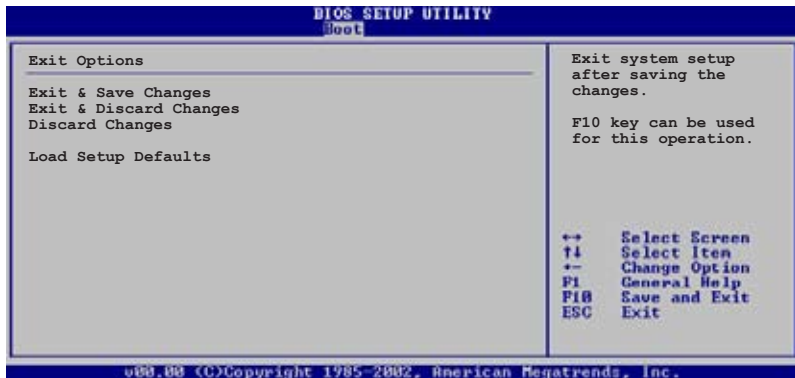 BIOS SETUP UTILITY
Boot
Exit Options
Exit & Save Changes
Exit & Discard Changes
Discard Changes
Load Setup Defaults
Exit system setup
after saving the
changes.
F10 key can be used
for this operation.
↔ Select Screen
↑↓ Select Item
+- Change Option
F1 General Help
F10 Save and Exit
ESC Exit
v00.00 (C)Copyright 1985-2002, American Megatrends, Inc.